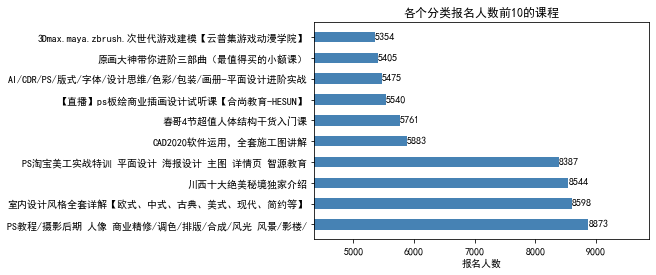 各个分类报名人数前10的课程
3Dmax.maya.zbrush.次世代游戏建模【云普集游戏动漫学院】
5354
原画大神带你进阶三部曲（最值得买的小额课）
5405
AI/CDR/PS/版式/字体/设计思维/色彩/包装/画册-平面设计进阶实战
5475
【直播】ps板绘商业插画设计试听课【合尚教育-HESUN】
5540
春哥4节超值人体结构干货入门课
5761
CAD2020软件运用，全套施工图讲解
5883
PS淘宝美工实战特训 平面设计 海报设计 主图 详情页 智源教育
8387
川西十大绝美秘境独家介绍
8544
室内设计风格全套详解【欧式、中式、古典、美式、现代、简约等】
8598
PS教程/摄影后期 人像 商业精修/调色/排版/合成/风光 风景/影楼/
8873
5000 6000 7000 8000 9000
报名人数